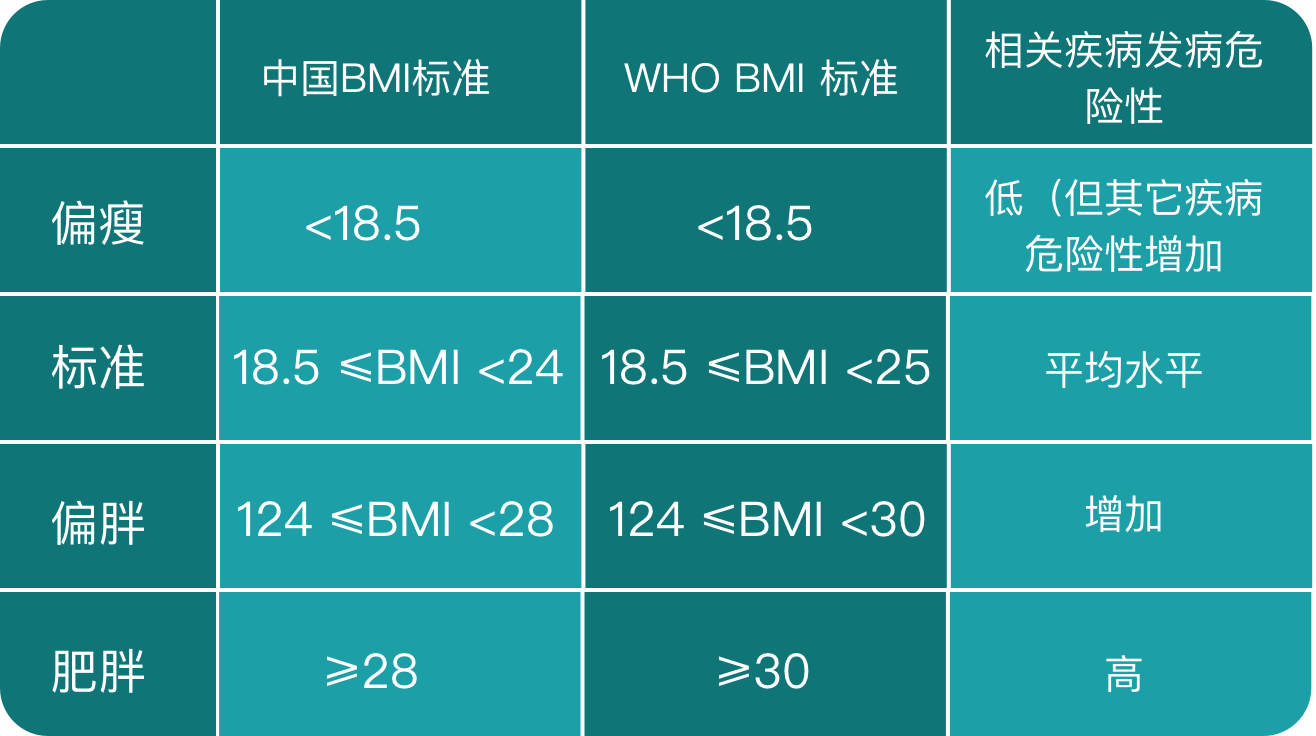 中国BMI标准
WHO BMI 标准
相关疾病发病危
险性
偏瘦
<18.5
<18.5
低（但其它疾病
危险性增加
标准
18.5 ⩽BMI <24
18.5 ⩽BMI <25
平均水平
偏胖
124 ⩽BMI <28
124 ⩽BMI <30
增加
肥胖
⩾28
⩾30
高